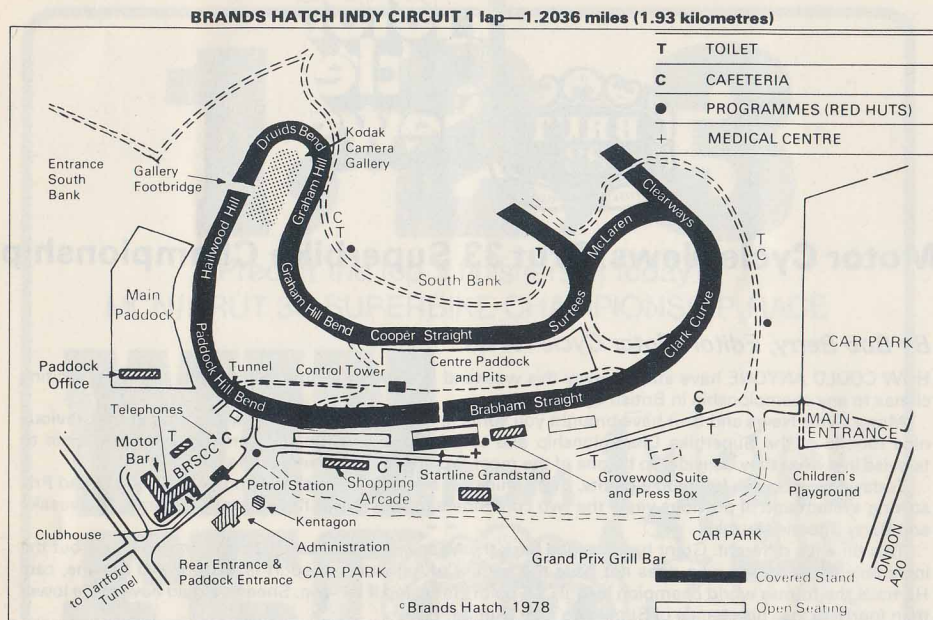 BRANDS HATCH INDY CIRCUIT 1 lap—1.2036 miles (1.93 kilometres)
T TOILET
C CAFETERIA
● PROGRAMMES (RED HUTS)
+ MEDICAL CENTRE
Entrance
South
Bank
Gallery
Footbridge
Druids Bend
Kodak
Camera
Gallery
Hailwood Hill
Graham Hill
Graham Hill Bend
C
T
South Bank
T
C
McLaren
Clearways
T
C
Main
Paddock
Paddock Hill Bend
Cooper Straight
Surtees
Clark Curve
CAR PARK
Paddock
Office
Tunnel
Control Tower
Centre Paddock
and Pits
Brabham Straight
C
T
MAIN
ENTRANCE
Telephones
T
C
Motor
Bar
BRSCC
Petrol Station
Shopping
Arcade
C T
Startline Grandstand
+
T
Grovewood Suite
and Press Box
Children's
Playground
Clubhouse
Kentagon
Administration
Rear Entrance &
Paddock Entrance
CAR PARK
Grand Prix Grill Bar
CAR PARK
LONDON
A20
to Dartford
Tunnel
Covered Stand
Open Seating
c Brands Hatch, 1978